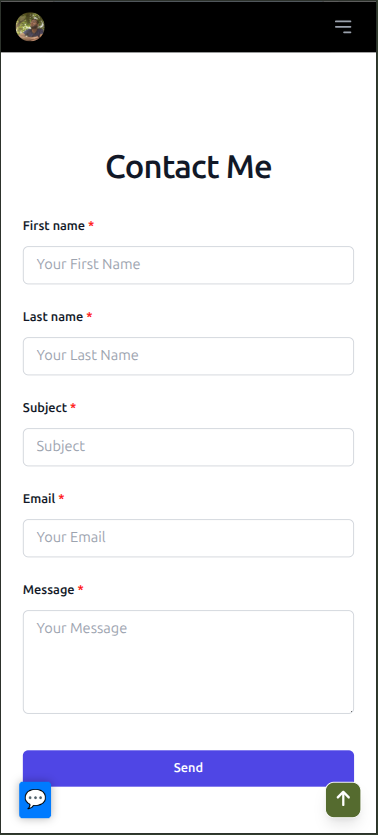 Contact Me
First name *
Your First Name
Last name *
Your Last Name
Subject *
Subject
Email *
Your Email
Message *
Your Message
Send